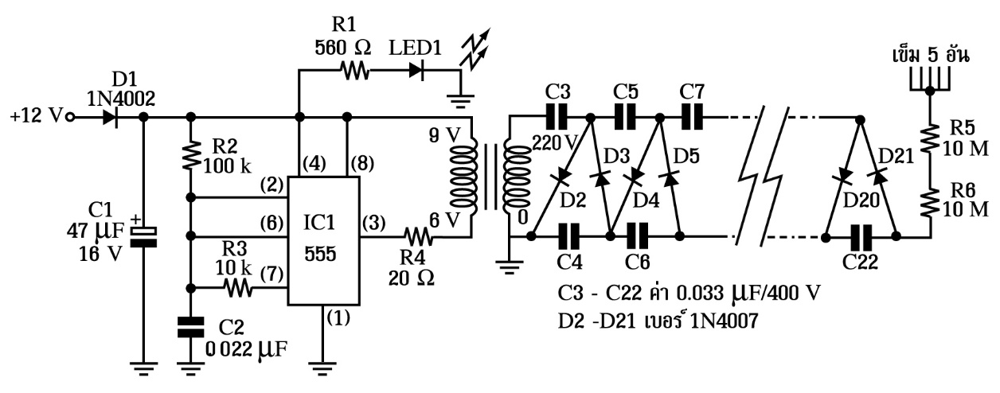 R1
560 Ω
LED1
D1
1N4002
+12 V
R2
100 k
C1
+
47 µF
16 V
R3
10 k
C2
0.022 µF
(4)
(8)
(2)
(6)
(7)
(3)
(1)
IC1
555
R4
20 Ω
9 V
6 V
220 V
0
C3
C5
C7
D2
D3
D4
D5
C4
C6
D20
D21
C22
เข็ม 5 อัน
R5
10 M
R6
10 M
C3 - C22 ค่า 0.033 µF/400 V
D2 -D21 เบอร์ 1N4007